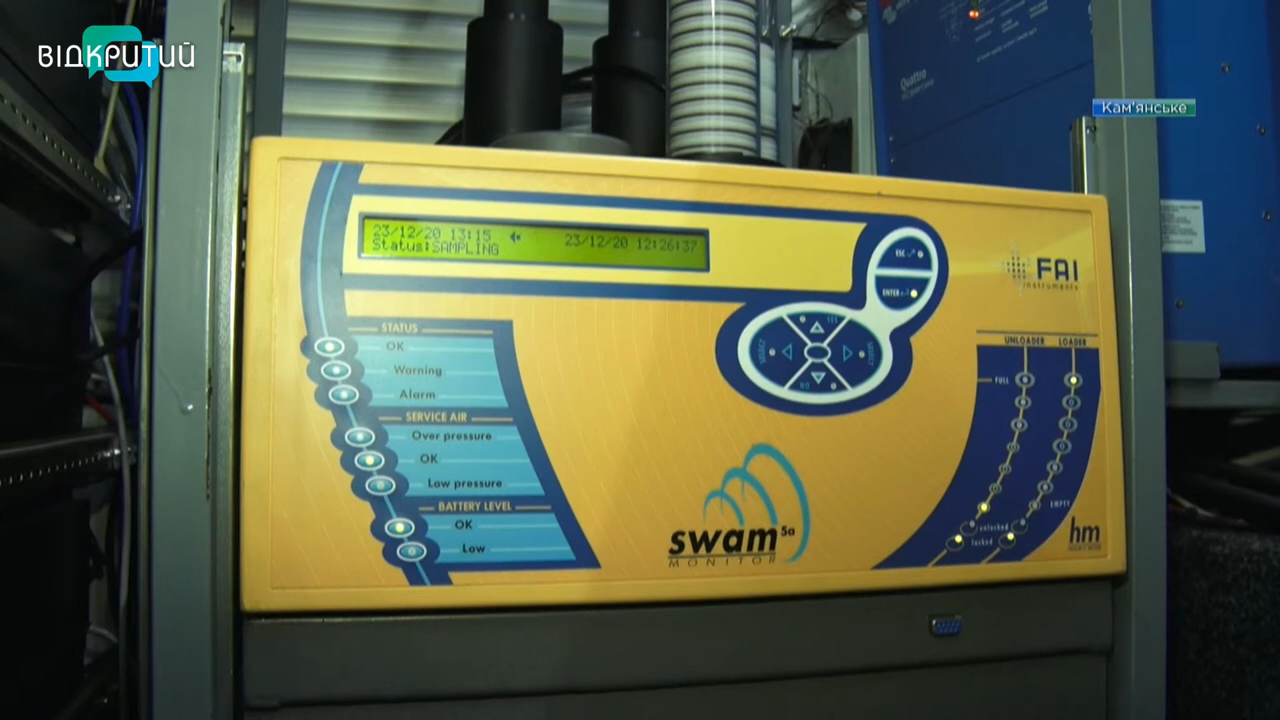 ВІДКРИТИЙ
Кам'янське
Quattro
23/12/20 13:15
23/12/20 12:26:37
Status:SAMPLING
ESC
ENTER
FAI
instruments
STATUS
OK
Warning
Alarm
SERVICE AIR
Over pressure
OK
Low pressure
BATTERY LEVEL
OK
Low
YES
NO
UNLOADER
LOADER
FULL
EMPTY
unlocked
locked
swam 5a
MONITOR
hm